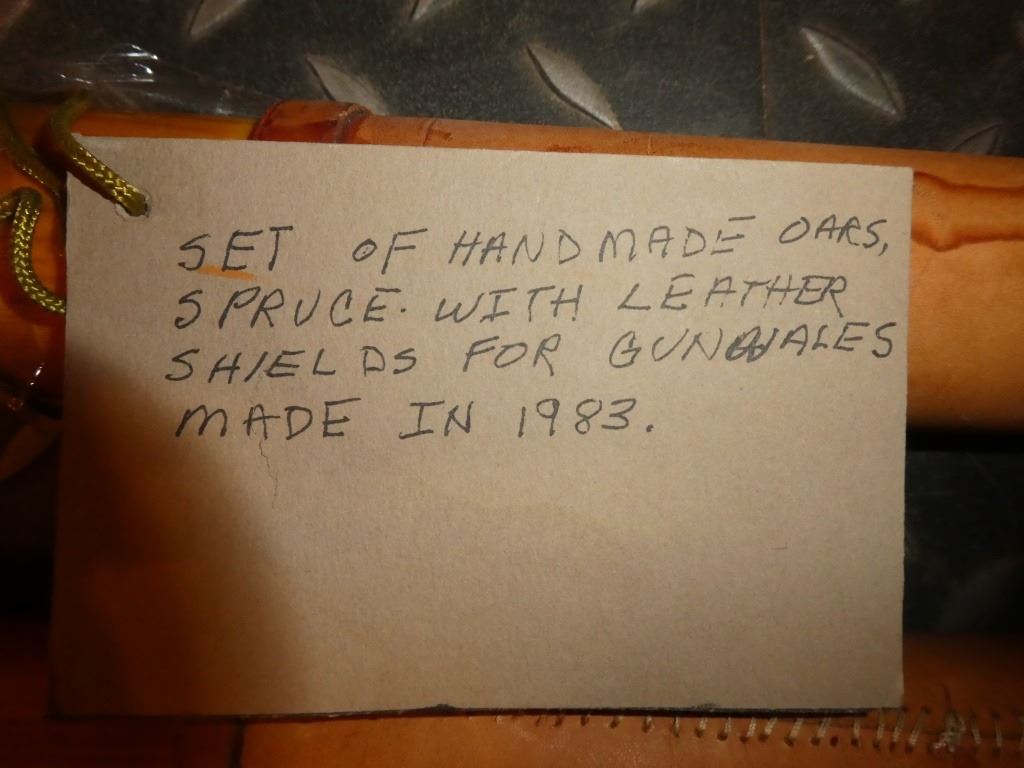 SET OF HANDMADE OARS,
SPRUCE. WITH LEATHER
SHIELDS FOR GUNWALES
MADE IN 1983.